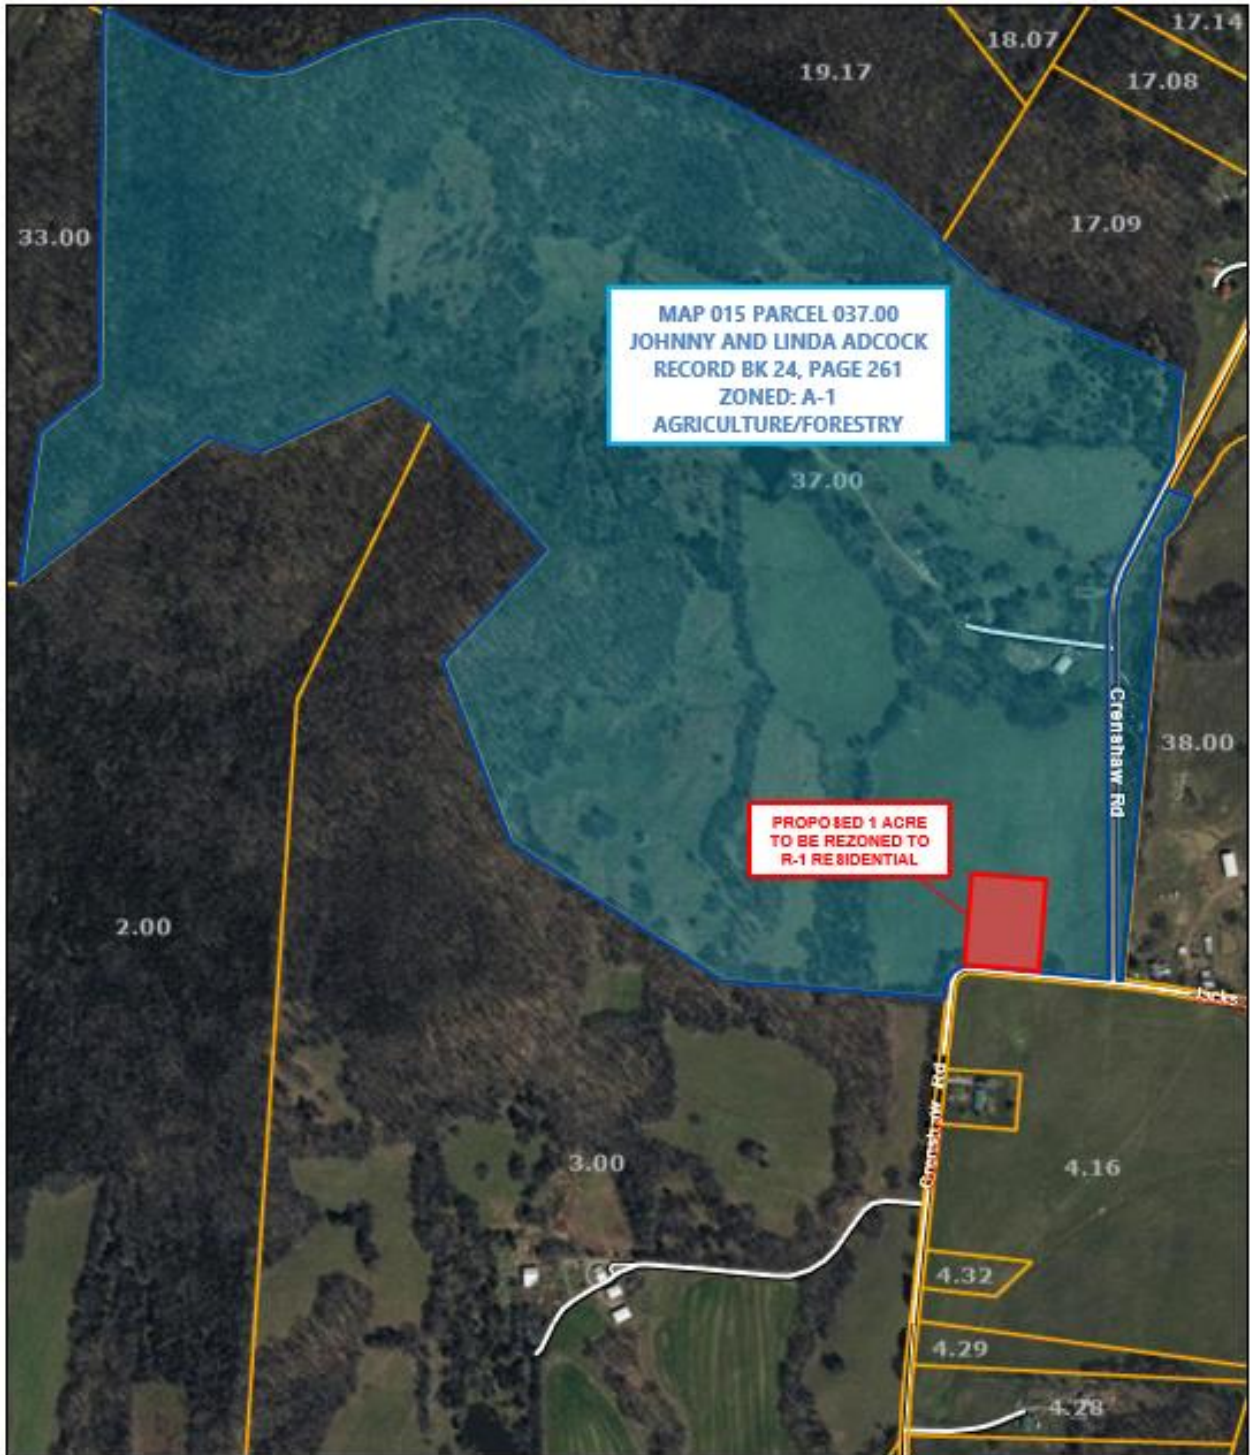 17.14
18.07
19.17
17.08
33.00
17.09
MAP 015 PARCEL 037.00
JOHNNY AND LINDA ADCOCK
RECORD BK 24, PAGE 261
ZONED: A-1
AGRICULTURE/FORESTRY
37.00
Crenshaw Rd
38.00
PROPOSED 1 ACRE
TO BE REZONED TO
R-1 RESIDENTIAL
2.00
Crenshaw Rd
3.00
4.16
4.32
4.29
4.28